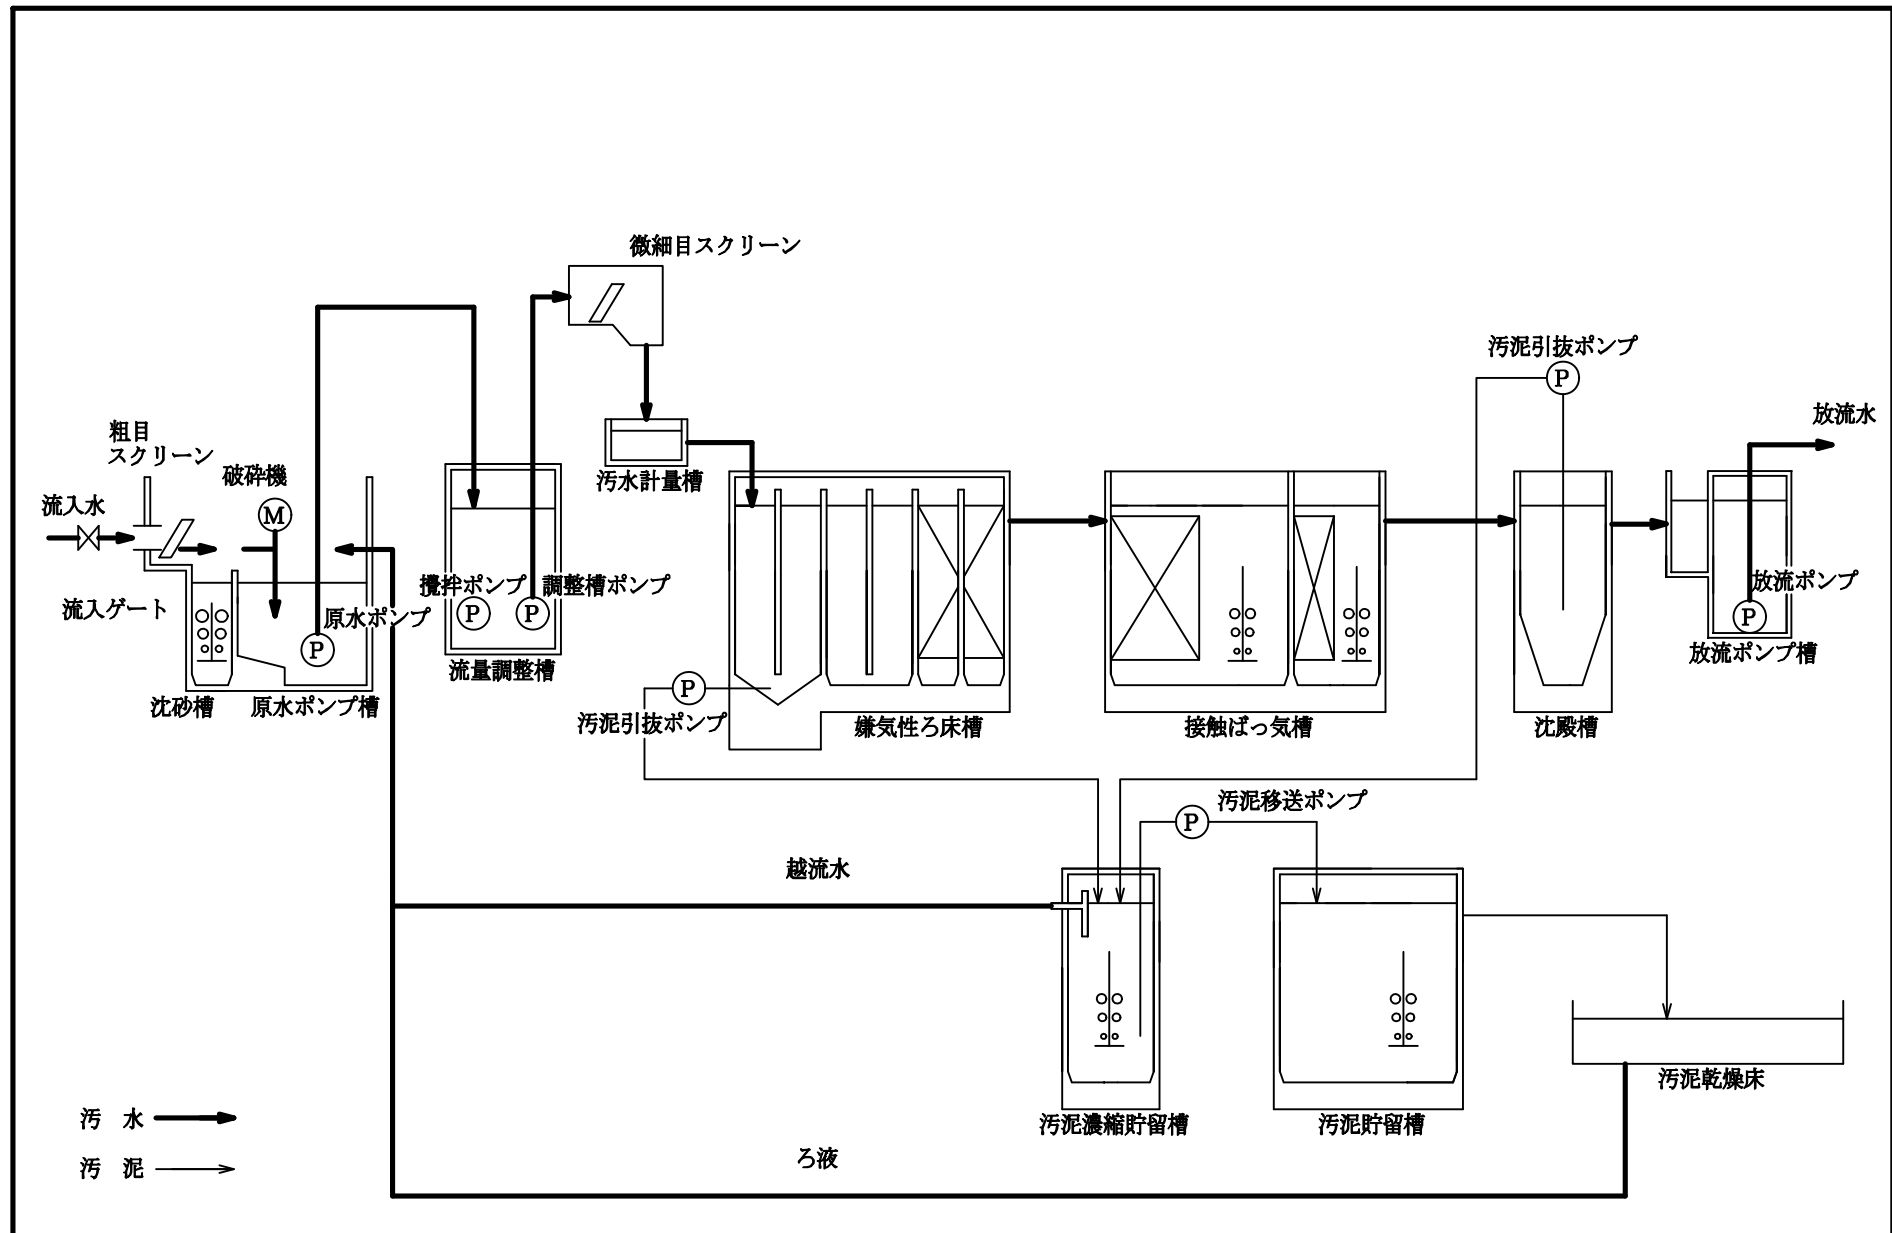 微細目スクリーン
汚泥引抜ポンプ
P
放流水
粗目
スクリーン
破砕機
流入水
M
汚水計量槽
攪拌ポンプ
調整槽ポンプ
P
P
流入ゲート
原水ポンプ
P
放流ポンプ
P
沈砂槽
原水ポンプ槽
流量調整槽
P
汚泥引抜ポンプ
嫌気性ろ床槽
接触ばっ気槽
沈殿槽
放流ポンプ槽
汚泥移送ポンプ
P
越流水
汚泥乾燥床
汚泥濃縮貯留槽
汚泥貯留槽
汚 水
汚 泥
ろ液